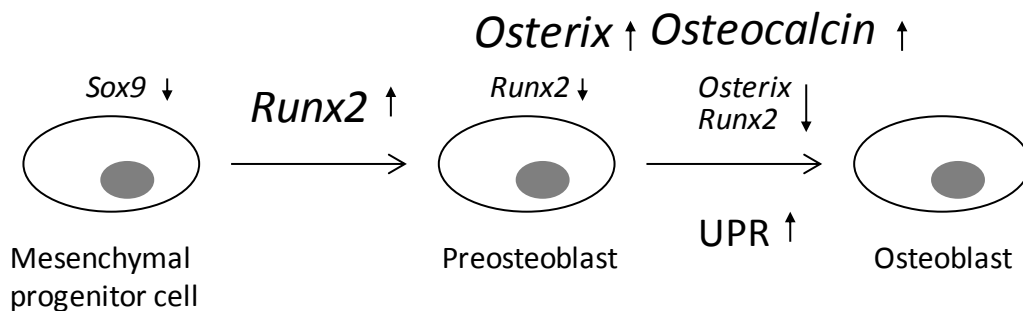 Osterix ↑ Osteocalcin ↑
Sox9 ↓
Runx2 ↑
Runx2 ↓
Osterix
Runx2 ↓
UPR ↑
Mesenchymal
progenitor cell
Preosteoblast
Osteoblast